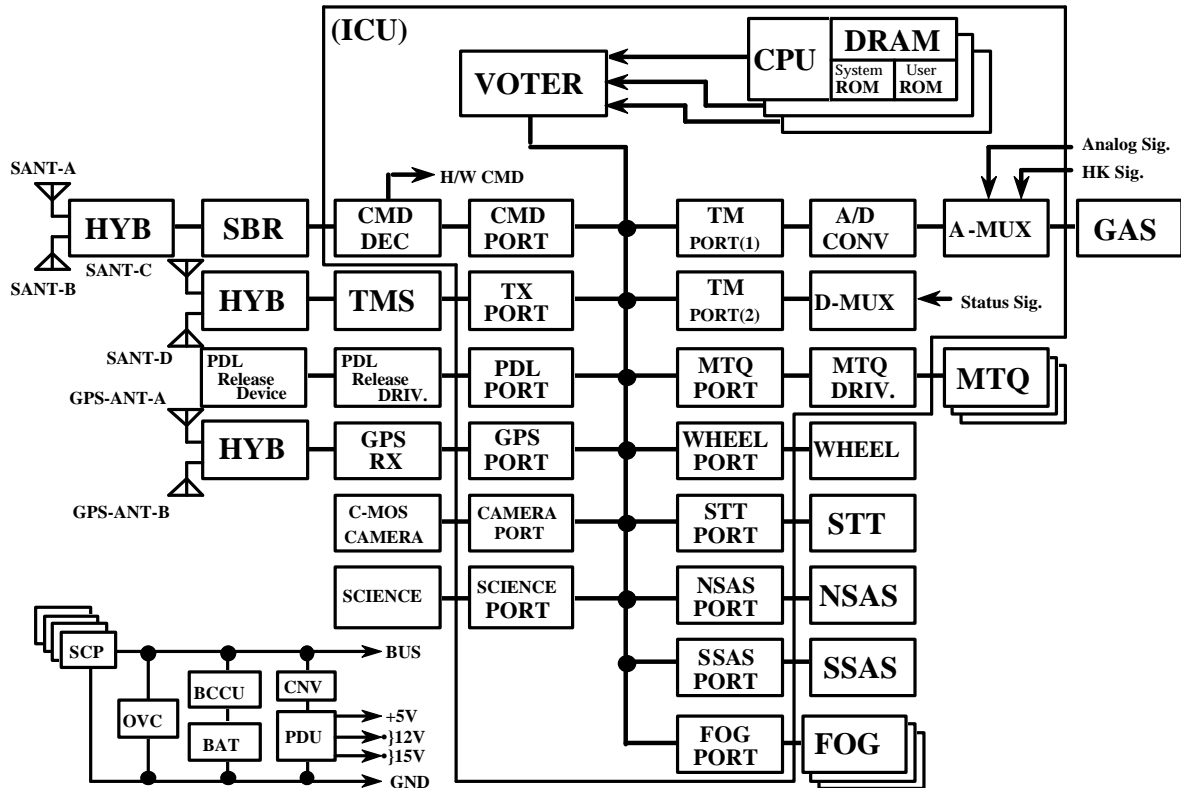 (ICU)
VOTER
CPU
DRAM
System
ROM
User
ROM
Analog Sig.
HK Sig.
SANT-A
H/W CMD
HYB
SBR
CMD
DEC
CMD
PORT
TM
PORT(1)
A/D
CONV
A-MUX
GAS
SANT-B
SANT-C
HYB
TMS
TX
PORT
TM
PORT(2)
D-MUX
Status Sig.
SANT-D
PDL
Release
Device
PDL
Release
DRIV.
PDL
PORT
MTQ
PORT
MTQ
DRIV.
MTQ
GPS-ANT-A
HYB
GPS
RX
GPS
PORT
WHEEL
PORT
WHEEL
GPS-ANT-B
C-MOS
CAMERA
CAMERA
PORT
STT
PORT
STT
SCIENCE
SCIENCE
PORT
NSAS
PORT
NSAS
SSAS
PORT
SSAS
FOG
PORT
FOG
SCP
BUS
OVC
BCCU
BAT
CNV
PDU
+5V
}12V
}15V
GND